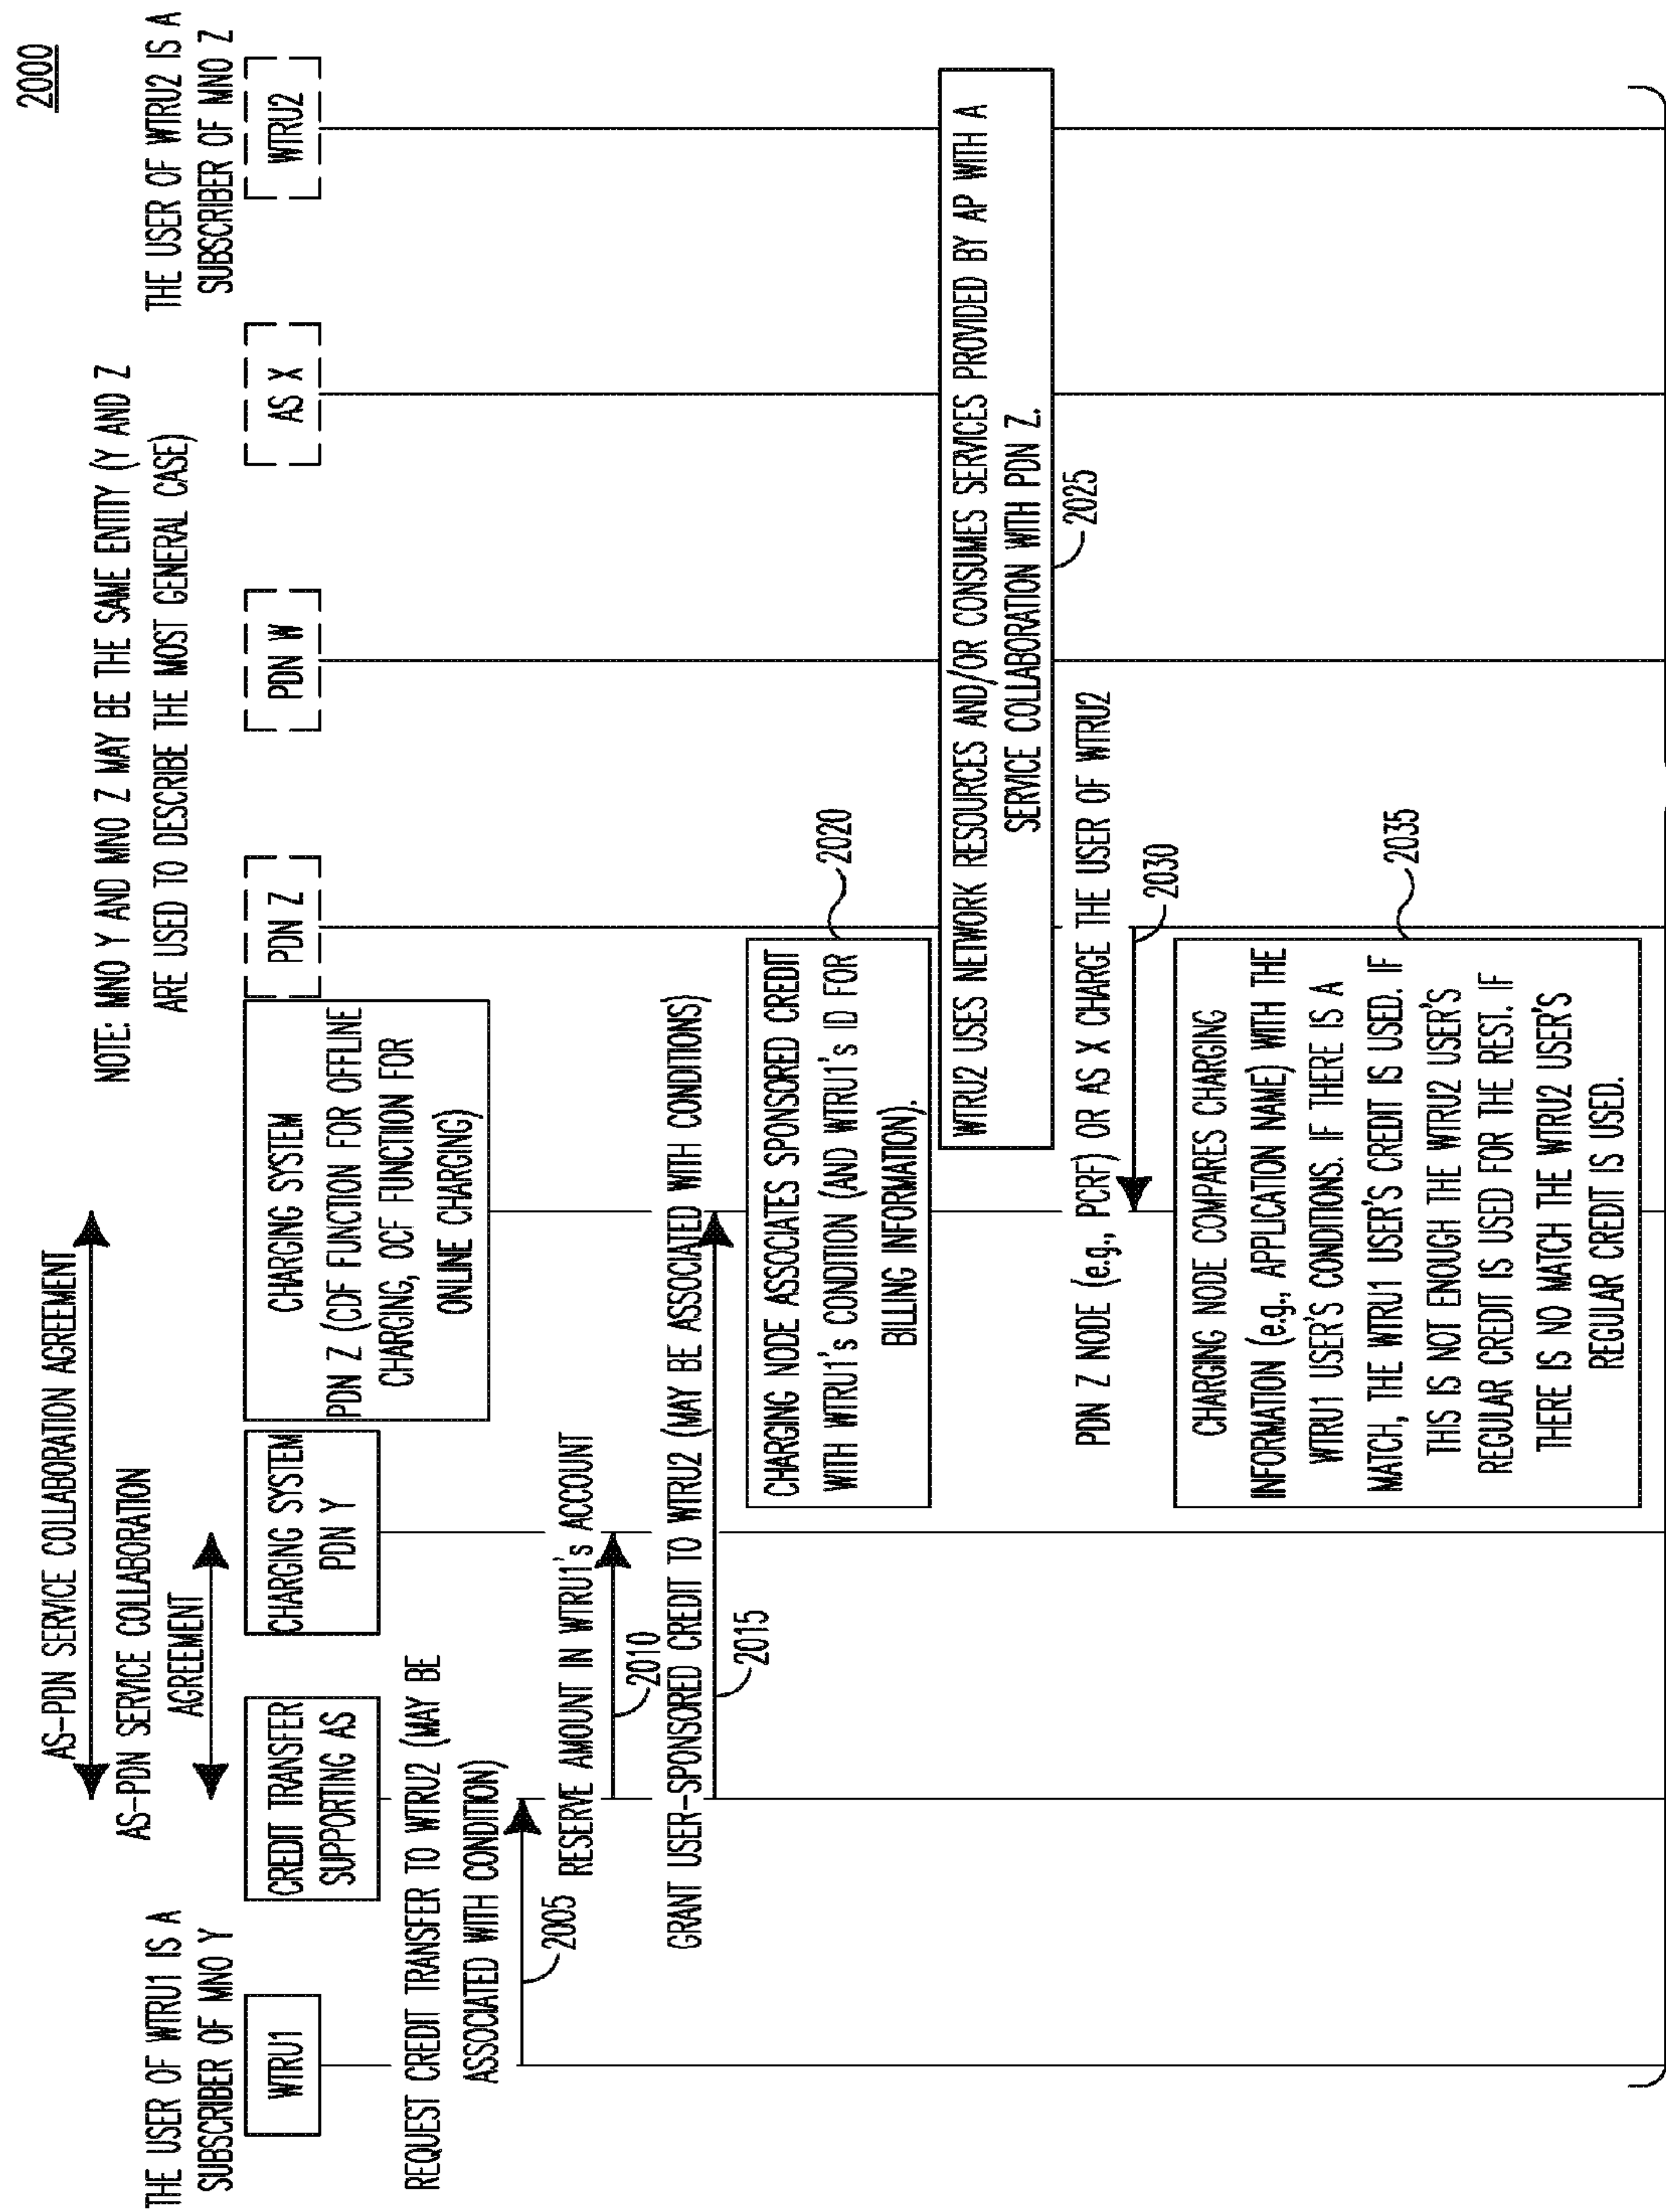 2000
AS-PDN SERVICE COLLABORATION AGREEMENT
AS-PDN SERVICE COLLABORATION
AGREEMENT
NOTE: MNO Y AND MNO Z MAY BE THE SAME ENTITY (Y AND Z
ARE USED TO DESCRIBE THE MOST GENERAL CASE)
THE USER OF WTRU1 IS A
SUBSCRIBER OF MNO Y
THE USER OF WTRU2 IS A
SUBSCRIBER OF MNO Z
WTRU1
CREDIT TRANSFER
SUPPORTING AS
CHARGING SYSTEM
PDN Y
CHARGING SYSTEM
PDN Z (CDF FUNCTION FOR OFFLINE
CHARGING, OCF FUNCTION FOR
ONLINE CHARGING)
PDN Z
PDN W
AS X
WTRU2
REQUEST CREDIT TRANSFER TO WTRU2 (MAY BE
ASSOCIATED WITH CONDITION)
2005
RESERVE AMOUNT IN WTRU1's ACCOUNT
2010
GRANT USER-SPONSORED CREDIT TO WTRU2 (MAY BE ASSOCIATED WITH CONDITIONS)
2015
CHARGING NODE ASSOCIATES SPONSORED CREDIT
WITH WTRU1's CONDITION (AND WTRU1's ID FOR
BILLING INFORMATION).
2020
WTRU2 USES NETWORK RESOURCES AND/OR CONSUMES SERVICES PROVIDED BY AP WITH A
SERVICE COLLABORATION WITH PDN Z.
2025
PDN Z NODE (e.g., PCRF) OR AS X CHARGE THE USER OF WTRU2
2030
CHARGING NODE COMPARES CHARGING
INFORMATION (e.g., APPLICATION NAME) WITH THE
WTRU1 USER'S CONDITIONS. IF THERE IS A
MATCH, THE WTRU1 USER'S CREDIT IS USED. IF
THIS IS NOT ENOUGH THE WTRU2 USER'S
REGULAR CREDIT IS USED FOR THE REST. IF
THERE IS NO MATCH THE WTRU2 USER'S
REGULAR CREDIT IS USED.
2035